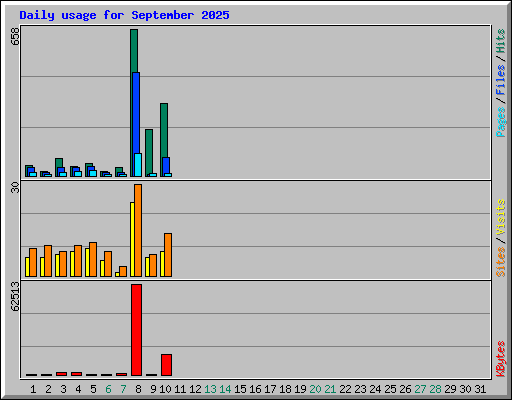 Daily usage for September 2025
658
Pages / Files / Hits
30
Sites / Visits
62513
KBytes
1 2 3 4 5 6 7 8 9 10 11 12 13 14 15 16 17 18 19 20 21 22 23 24 25 26 27 28 29 30 31